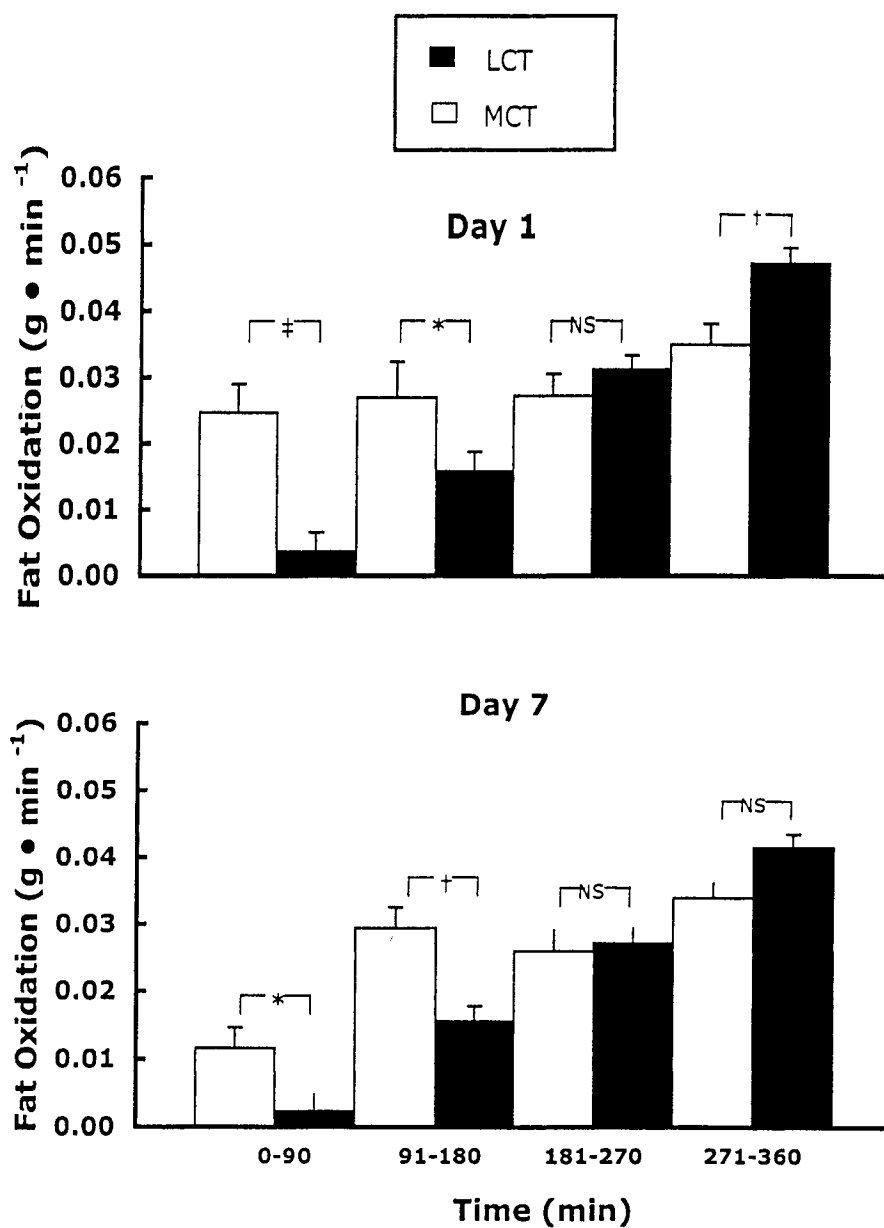 LCT
MCT
Fat Oxidation (g ● min ⁻¹)
0.06
0.05
0.04
0.03
0.02
0.01
0.00
Day 1
‡
*
NS
†
Day 7
Fat Oxidation (g ● min ⁻¹)
0.06
0.05
0.04
0.03
0.02
0.01
0.00
*
†
NS
NS
0-90 91-180 181-270 271-360
Time (min)